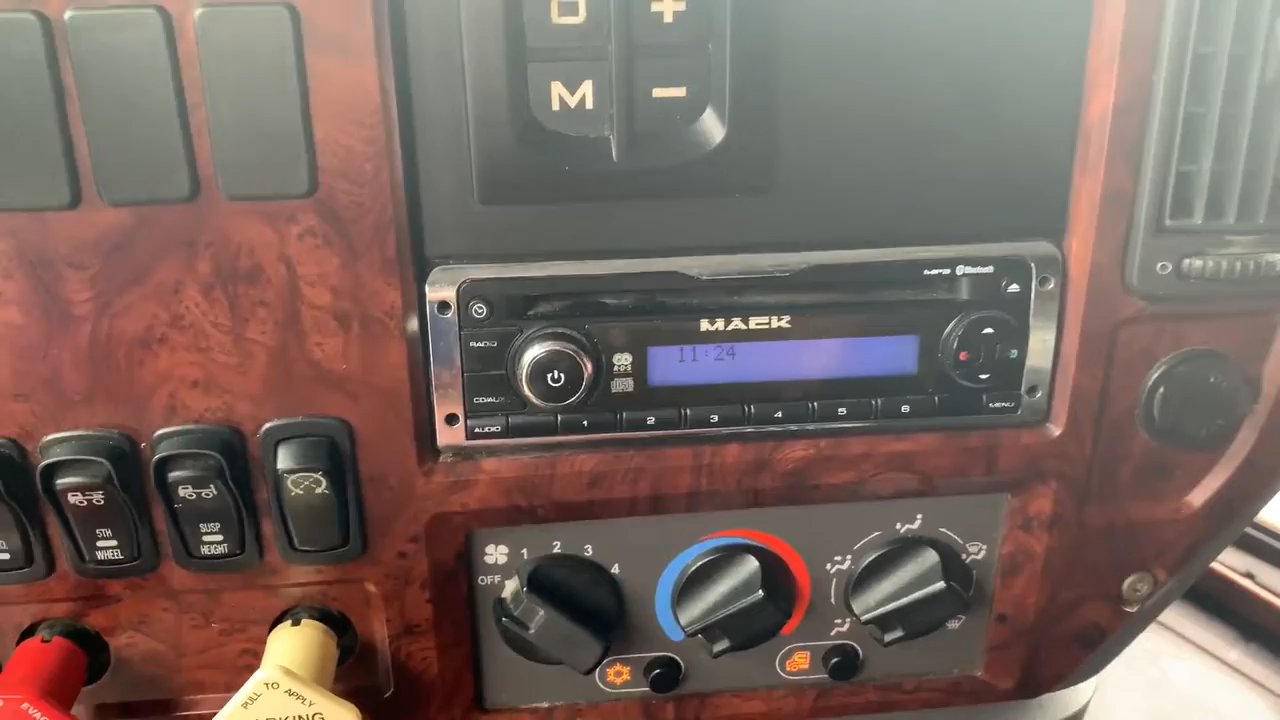 +
M
−
MP3 Bluetooth
MACK
RADIO
11:24
R·D·S
CD/AUX
AUDIO
1
2
3
4
5
6
MENU
5TH
WHEEL
SUSP
HEIGHT
OFF
1
2
3
4
PULL TO APPLY
PARKING